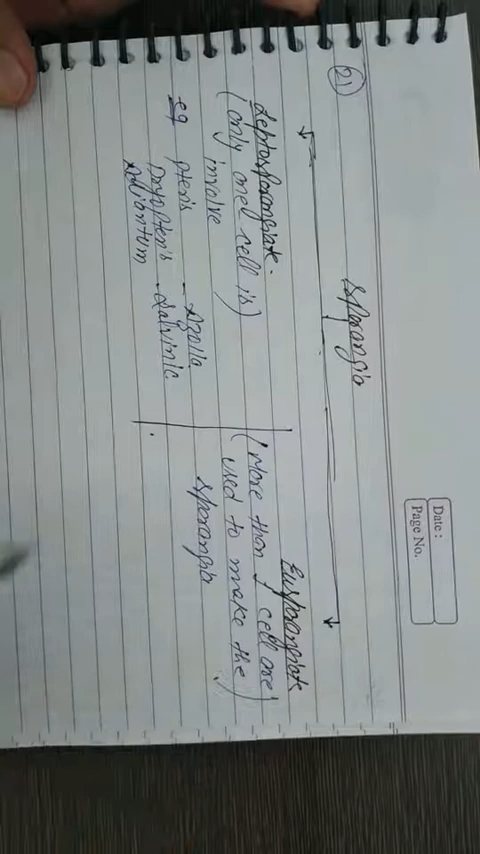 Date :
Page No.
21
Sporangia
Leptosporangiate.
(only onel cell is)
involve
eg pteris - Azolla
Dryopteris - Salvinia
Adiantum
Eusporangiate
(More than 1 cell are)
used to make the
Sporangia